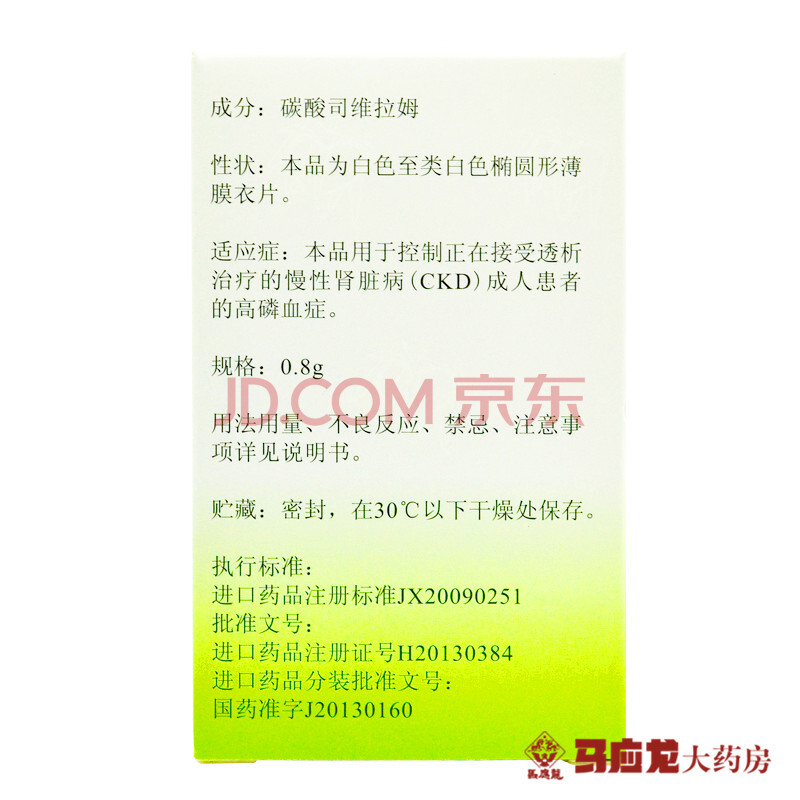 成分：碳酸司维拉姆
性状：本品为白色至类白色椭圆形薄
膜衣片。
适应症：本品用于控制正在接受透析
治疗的慢性肾脏病(CKD)成人患者
的高磷血症。
规格：0.8g
JD.COM 京东
用法用量、不良反应、禁忌、注意事
项详见说明书。
贮藏：密封，在30℃以下干燥处保存。
执行标准：
进口药品注册标准JX20090251
批准文号：
进口药品注册证号H20130384
进口药品分装批准文号：
国药准字J20130160
馬應龍
马应龙大药房